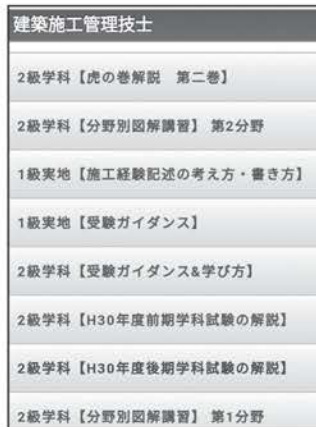 建築施工管理技士
2級学科【虎の巻解説　第二巻】
2級学科【分野別図解講習】 第2分野
1級実地【施工経験記述の考え方・書き方】
1級実地【受験ガイダンス】
2級学科【受験ガイダンス&学び方】
2級学科【H30年度前期学科試験の解説】
2級学科【H30年度後期学科試験の解説】
2級学科【分野別図解講習】 第1分野